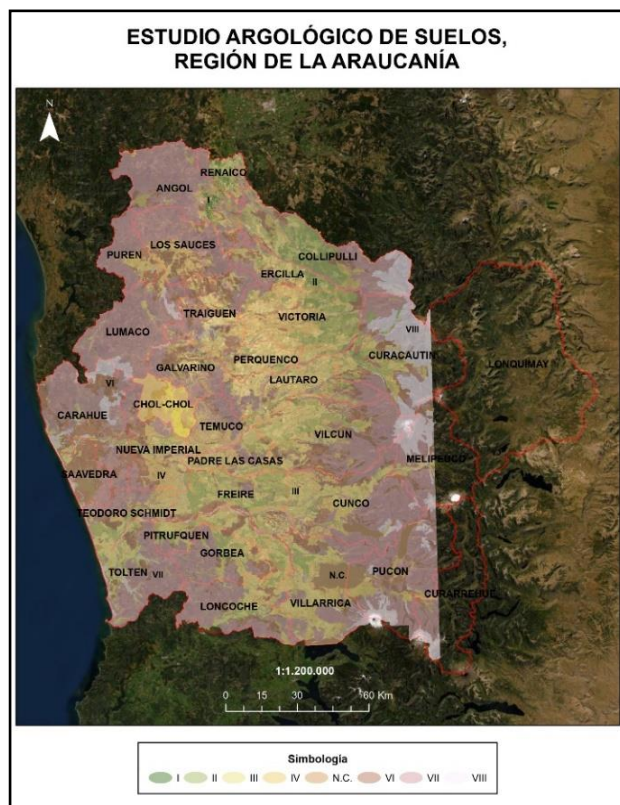 ESTUDIO ARGOLÓGICO DE SUELOS,
REGIÓN DE LA ARAUCANÍA
N
RENAICO
ANGOL
I
LOS SAUCES
PUREN
COLLIPULLI
ERCILLA
II
TRAIGUEN
VICTORIA
LUMACO
VIII
PERQUENCO
CURACAUTIN
LONQUIMAY
GALVARINO
LAUTARO
VI
CHOL-CHOL
CARAHUE
TEMUCO
VILCUN
NUEVA IMPERIAL
MELIPEUCO
PADRE LAS CASAS
SAAVEDRA
IV
FREIRE
III
CUNCO
TEODORO SCHMIDT
PITRUFQUEN
GORBEA
TOLTEN
VII
N.C.
PUCON
CURARREHUE
LONCOCHE
VILLARRICA
1:1.200.000
0 15 30 60 Km
Simbología
I II III IV N.C. VI VII VIII